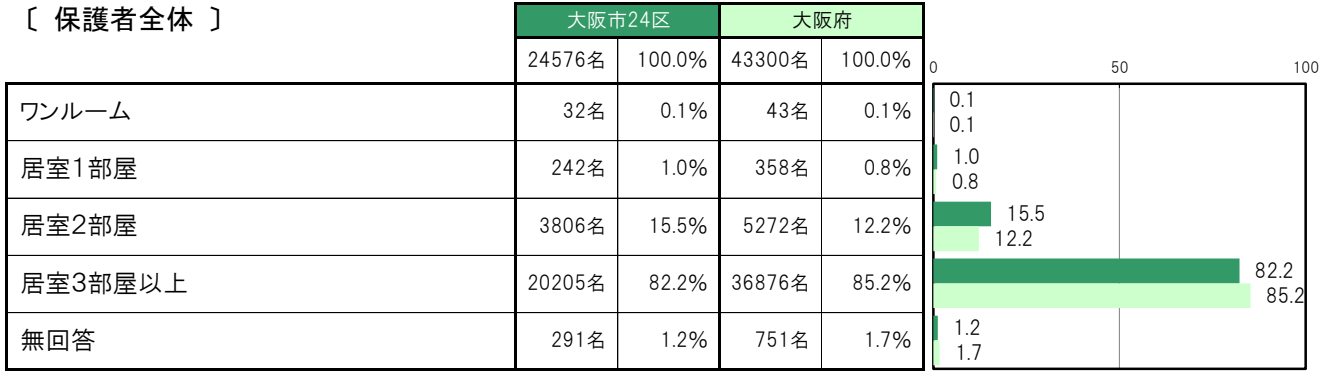 〔 保護者全体 〕
大阪市24区 大阪府
24576名 100.0% 43300名 100.0%
0 50 100
ワンルーム 32名 0.1% 43名 0.1%
0.1
0.1
居室1部屋 242名 1.0% 358名 0.8%
1.0
0.8
居室2部屋 3806名 15.5% 5272名 12.2%
15.5
12.2
居室3部屋以上 20205名 82.2% 36876名 85.2%
82.2
85.2
無回答 291名 1.2% 751名 1.7%
1.2
1.7